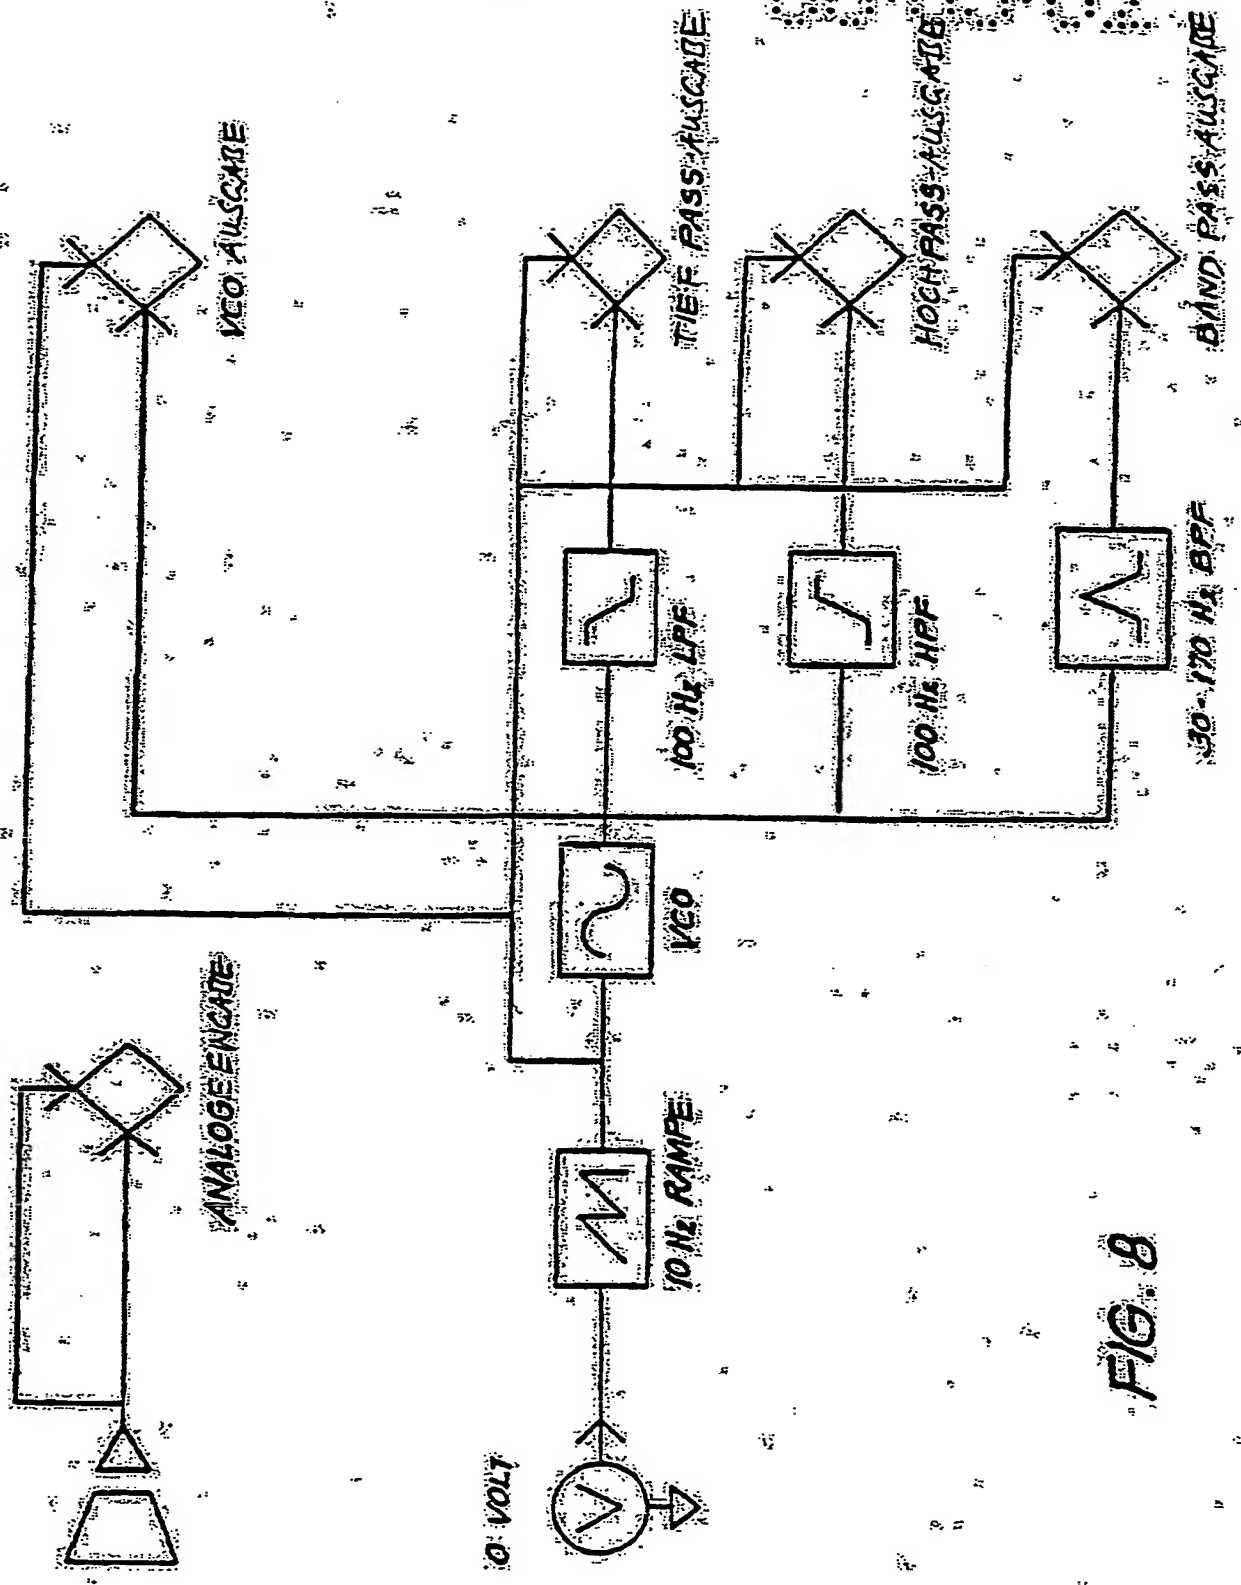 ANALOGEENGABE
VCO AUSGABE
0 VOLT
10 Hz RAMPE
VCO
100 Hz LPF
TIEF PASS-AUSGABE
100 Hz HPF
HOCH PASS-AUSGABE
30-170 Hz BPF
BAND PASS-AUSGABE
FIG. 8